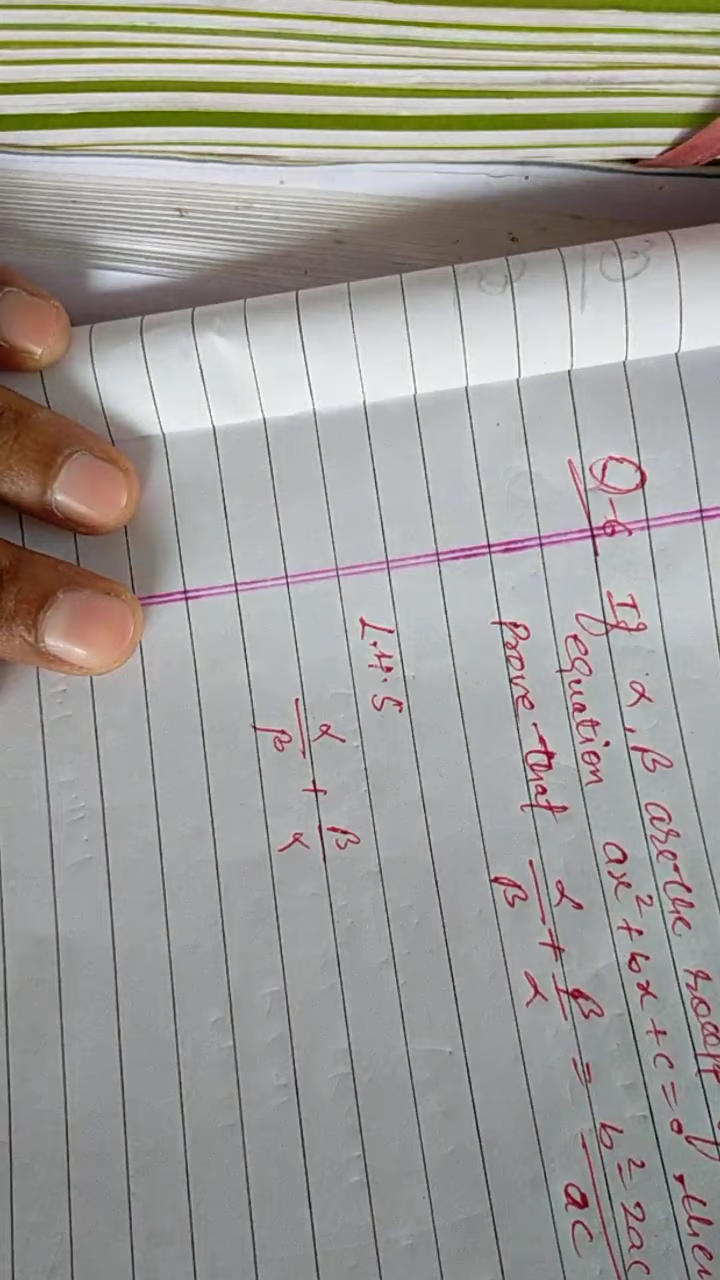 Q-6 If α, β are the roots of
equation ax² + bx + c = 0 then
Prove that α/β + β/α = b² - 2ac/ac
L.H.S
α/β + β/α